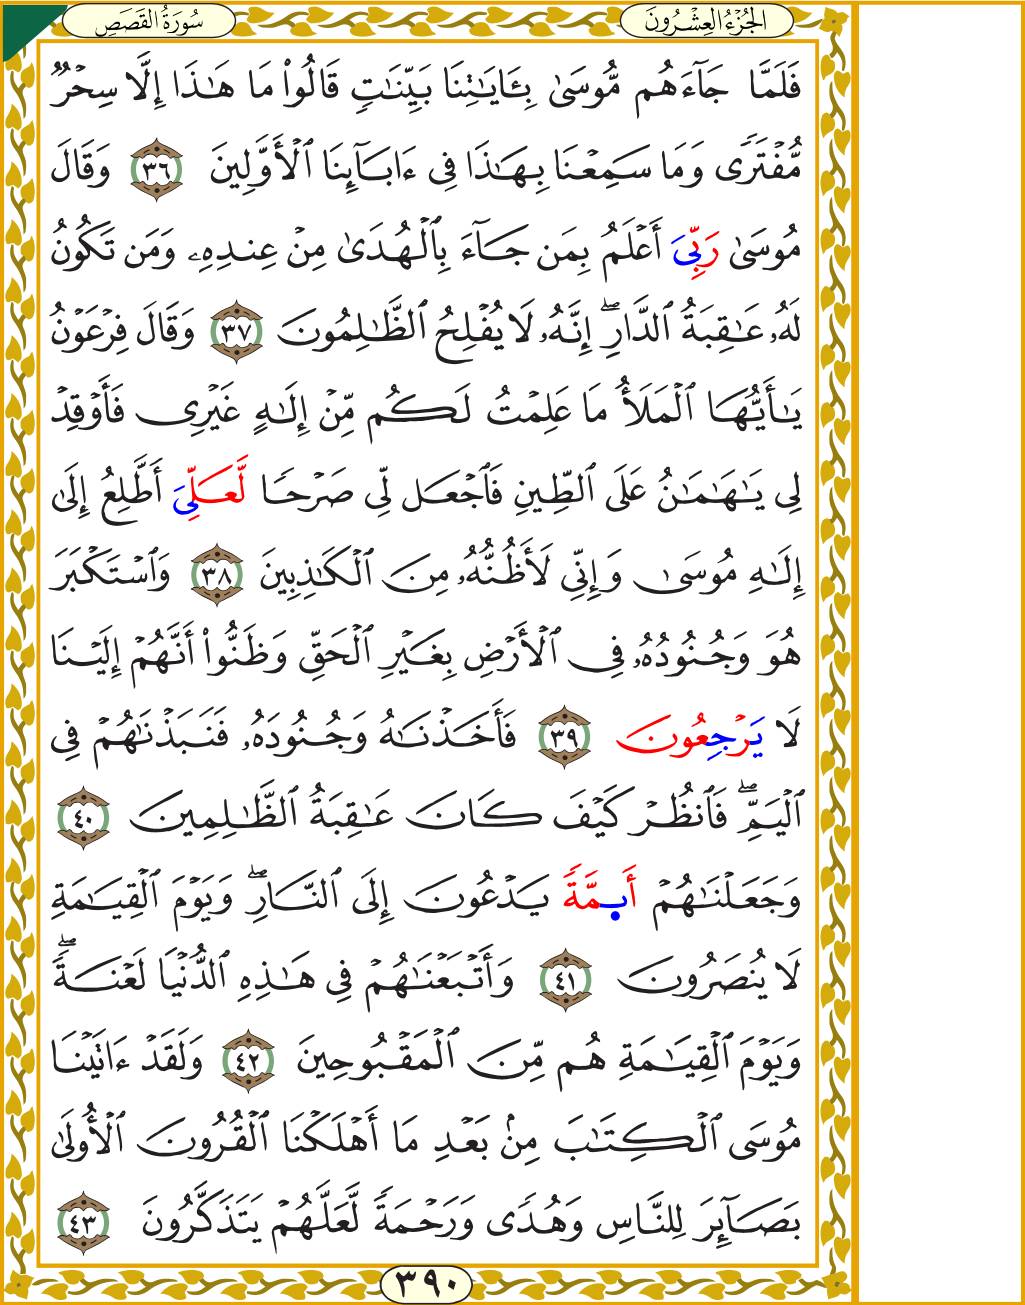 الجُزْءُ العِشْرُونَ
سُورَةُ القَصَصِ
فَلَمَّا جَآءَهُم مُّوسَىٰ بِـَٔايَـٰتِنَا بَيِّنَـٰتٖ قَالُواْ مَا هَـٰذَآ إِلَّا سِحۡرٞ
مُّفۡتَرٗى وَمَا سَمِعۡنَا بِهَـٰذَا فِيٓ ءَابَآئِنَا ٱلۡأَوَّلِينَ ٣٦ وَقَالَ
مُوسَىٰ رَبِّيَ أَعۡلَمُ بِمَن جَآءَ بِٱلۡهُدَىٰ مِنۡ عِندِهِۦ وَمَن تَكُونُ
لَهُۥ عَـٰقِبَةُ ٱلدَّارِۖ إِنَّهُۥ لَا يُفۡلِحُ ٱلظَّـٰلِمُونَ ٣٧ وَقَالَ فِرۡعَوۡنُ
يَـٰٓأَيُّهَا ٱلۡمَلَأُ مَا عَلِمۡتُ لَكُم مِّنۡ إِلَـٰهٍ غَيۡرِي فَأَوۡقِدۡ
لِي يَـٰهَـٰمَـٰنُ عَلَى ٱلطِّينِ فَٱجۡعَل لِّي صَرۡحٗا لَّعَلِّيَ أَطَّلِعُ إِلَىٰٓ
إِلَـٰهِ مُوسَىٰ وَإِنِّي لَأَظُنُّهُۥ مِنَ ٱلۡكَـٰذِبِينَ ٣٨ وَٱسۡتَكۡبَرَ
هُوَ وَجُنُودُهُۥ فِي ٱلۡأَرۡضِ بِغَيۡرِ ٱلۡحَقِّ وَظَنُّوٓاْ أَنَّهُمۡ إِلَيۡنَا
لَا يَرۡجِعُونَ ٣٩ فَأَخَذۡنَـٰهُ وَجُنُودَهُۥ فَنَبَذۡنَـٰهُمۡ فِي
ٱلۡيَمِّۖ فَٱنظُرۡ كَيۡفَ كَانَ عَـٰقِبَةُ ٱلظَّـٰلِمِينَ ٤٠
وَجَعَلۡنَـٰهُمۡ أَىِٕمَّةٗ يَدۡعُونَ إِلَى ٱلنَّارِۖ وَيَوۡمَ ٱلۡقِيَـٰمَةِ
لَا يُنصَرُونَ ٤١ وَأَتۡبَعۡنَـٰهُمۡ فِي هَـٰذِهِ ٱلدُّنۡيَا لَعۡنَةٗۖ
وَيَوۡمَ ٱلۡقِيَـٰمَةِ هُم مِّنَ ٱلۡمَقۡبُوحِينَ ٤٢ وَلَقَدۡ ءَاتَيۡنَا
مُوسَى ٱلۡكِتَـٰبَ مِنۢ بَعۡدِ مَآ أَهۡلَكۡنَا ٱلۡقُرُونَ ٱلۡأُولَىٰ
بَصَآئِرَ لِلنَّاسِ وَهُدٗى وَرَحۡمَةٗ لَّعَلَّهُمۡ يَتَذَكَّرُونَ ٤٣
٣٩٠